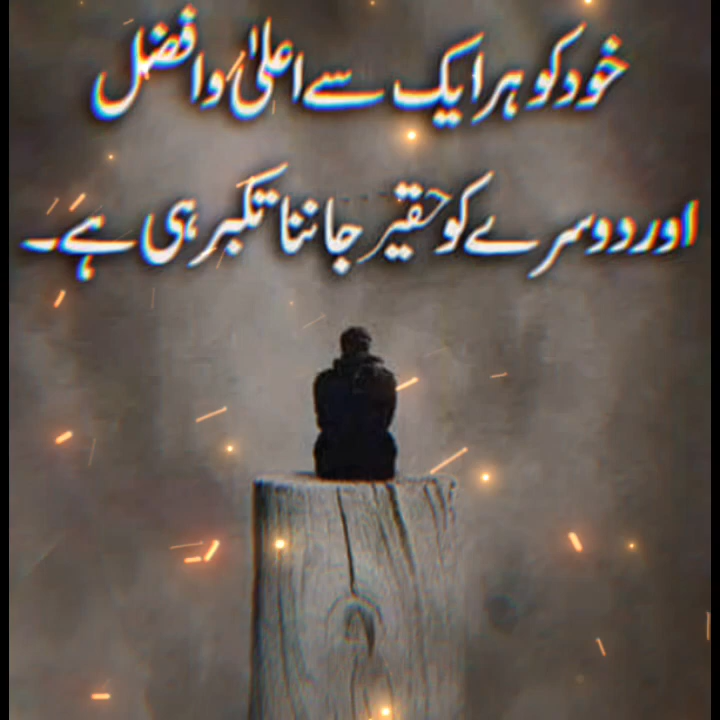 خود کو ہر ایک سے اعلیٰ و افضل
اور دوسرے کو حقیر جاننا تکبر ہی ہے۔